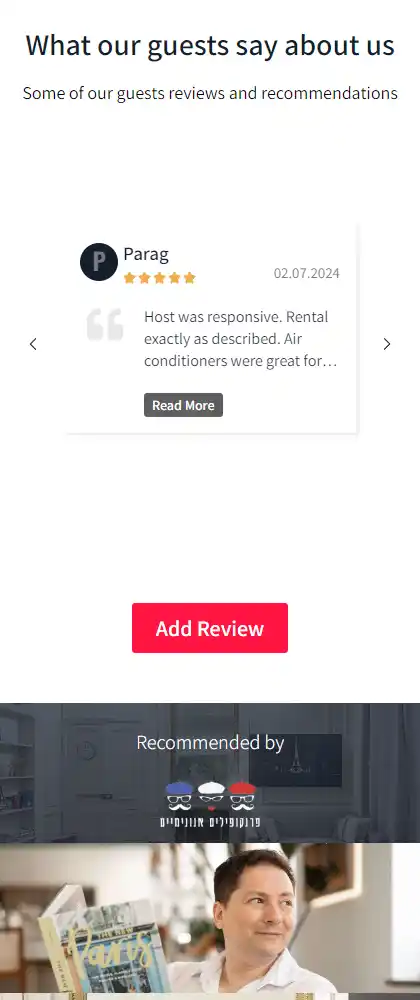 What our guests say about us
Some of our guests reviews and recommendations
P
Parag
02.07.2024
Host was responsive. Rental
exactly as described. Air
conditioners were great for…
Read More
Add Review
Recommended by
פרנקופילים אנונימיים
THE NEW
Paris